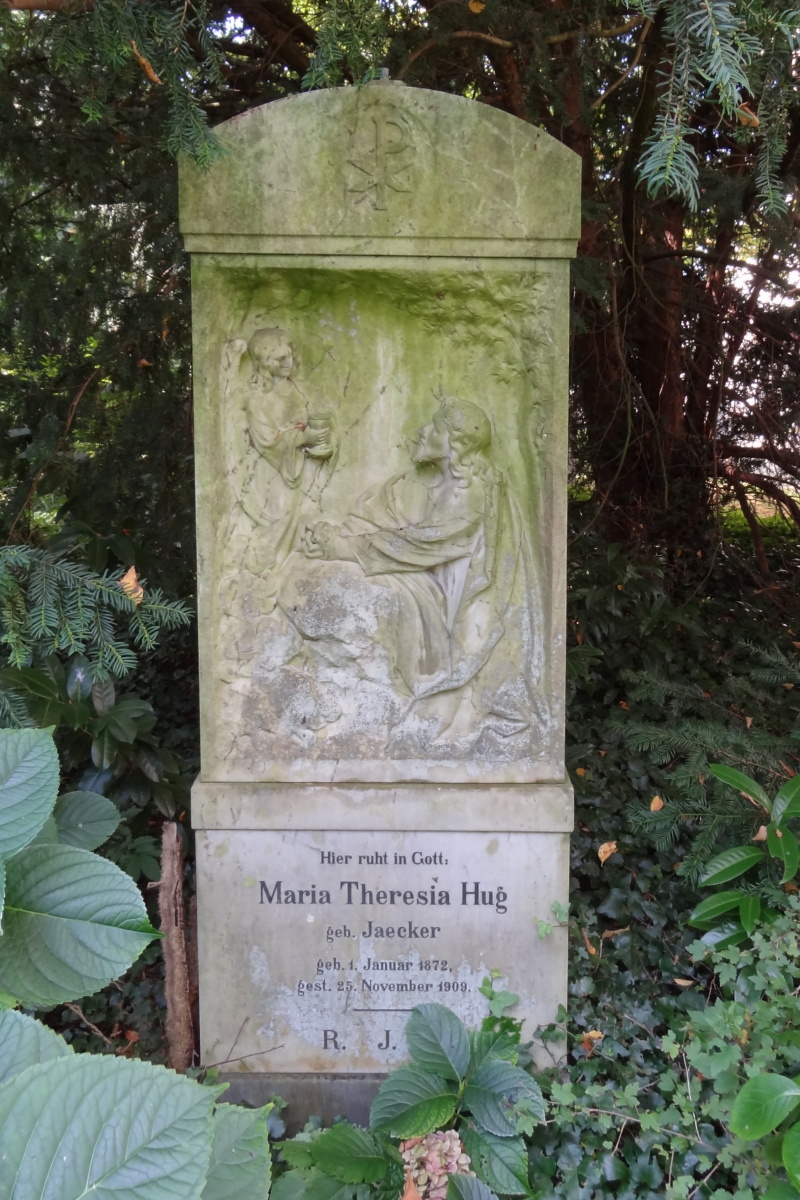 Hier ruht in Gott:
Maria Theresia Hug
geb. Jaecker
geb. 1. Januar 1872,
gest. 25. November 1909.
R. J.